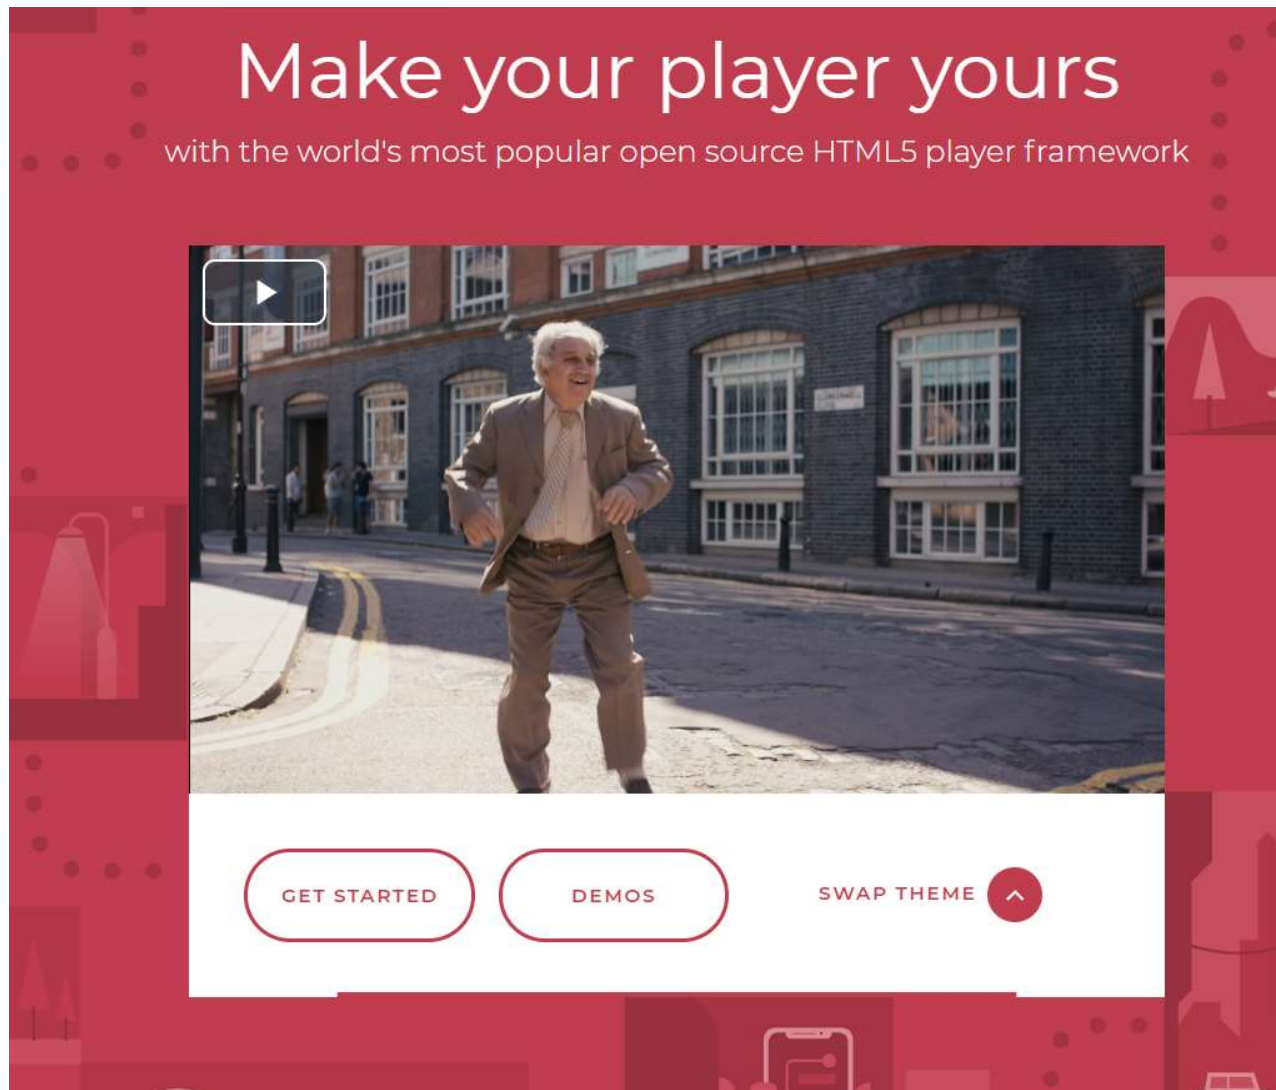 Make your player yours
with the world's most popular open source HTML5 player framework
GET STARTED
DEMOS
SWAP THEME